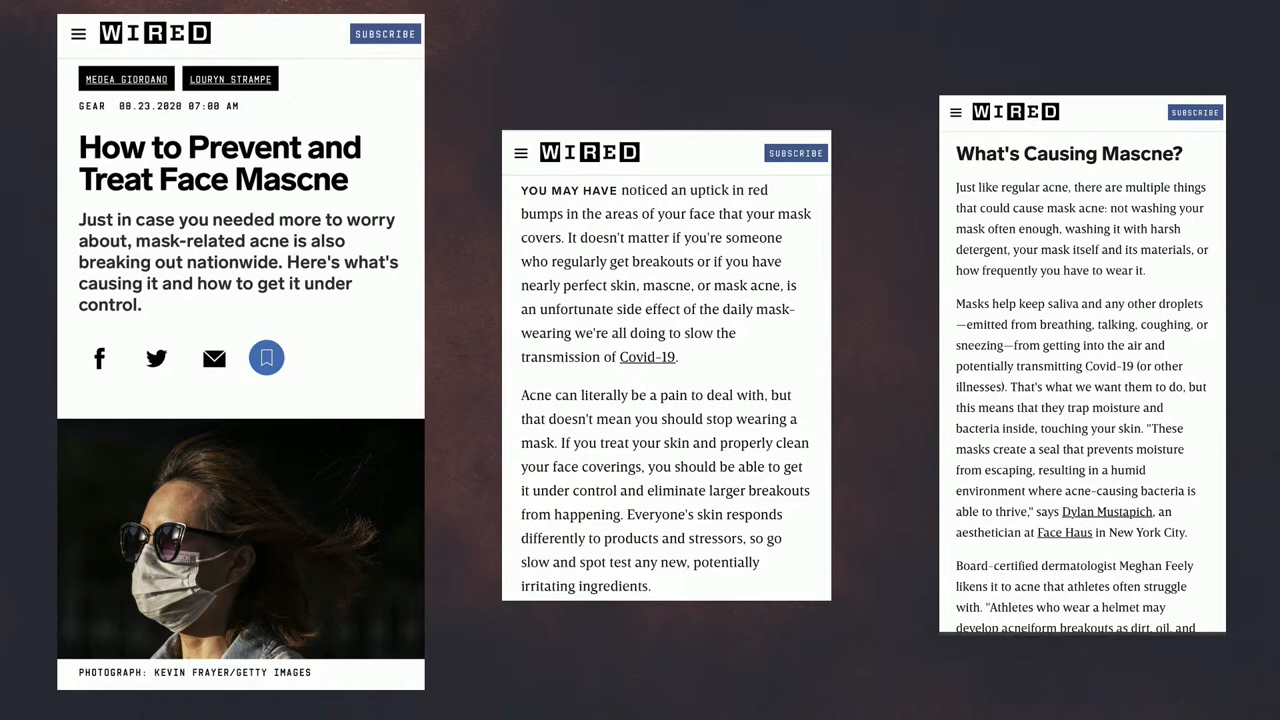 WIRED
SUBSCRIBE
MEDEA GIORDANO LOURYN STRAMPE
GEAR 08.23.2020 07:00 AM
How to Prevent and
Treat Face Mascne
Just in case you needed more to worry
about, mask-related acne is also
breaking out nationwide. Here's what's
causing it and how to get it under
control.
PHOTOGRAPH: KEVIN FRAYER/GETTY IMAGES
WIRED
SUBSCRIBE
YOU MAY HAVE noticed an uptick in red
bumps in the areas of your face that your mask
covers. It doesn't matter if you're someone
who regularly get breakouts or if you have
nearly perfect skin, mascne, or mask acne, is
an unfortunate side effect of the daily mask-
wearing we're all doing to slow the
transmission of Covid-19.
Acne can literally be a pain to deal with, but
that doesn't mean you should stop wearing a
mask. If you treat your skin and properly clean
your face coverings, you should be able to get
it under control and eliminate larger breakouts
from happening. Everyone's skin responds
differently to products and stressors, so go
slow and spot test any new, potentially
irritating ingredients.
WIRED
SUBSCRIBE
What's Causing Mascne?
Just like regular acne, there are multiple things
that could cause mask acne: not washing your
mask often enough, washing it with harsh
detergent, your mask itself and its materials, or
how frequently you have to wear it.
Masks help keep saliva and any other droplets
—emitted from breathing, talking, coughing, or
sneezing—from getting into the air and
potentially transmitting Covid-19 (or other
illnesses). That's what we want them to do, but
this means that they trap moisture and
bacteria inside, touching your skin. "These
masks create a seal that prevents moisture
from escaping, resulting in a humid
environment where acne-causing bacteria is
able to thrive," says Dylan Mustapich, an
aesthetician at Face Haus in New York City.
Board-certified dermatologist Meghan Feely
likens it to acne that athletes often struggle
with. "Athletes who wear a helmet may
develop acneiform breakouts as dirt, oil, and